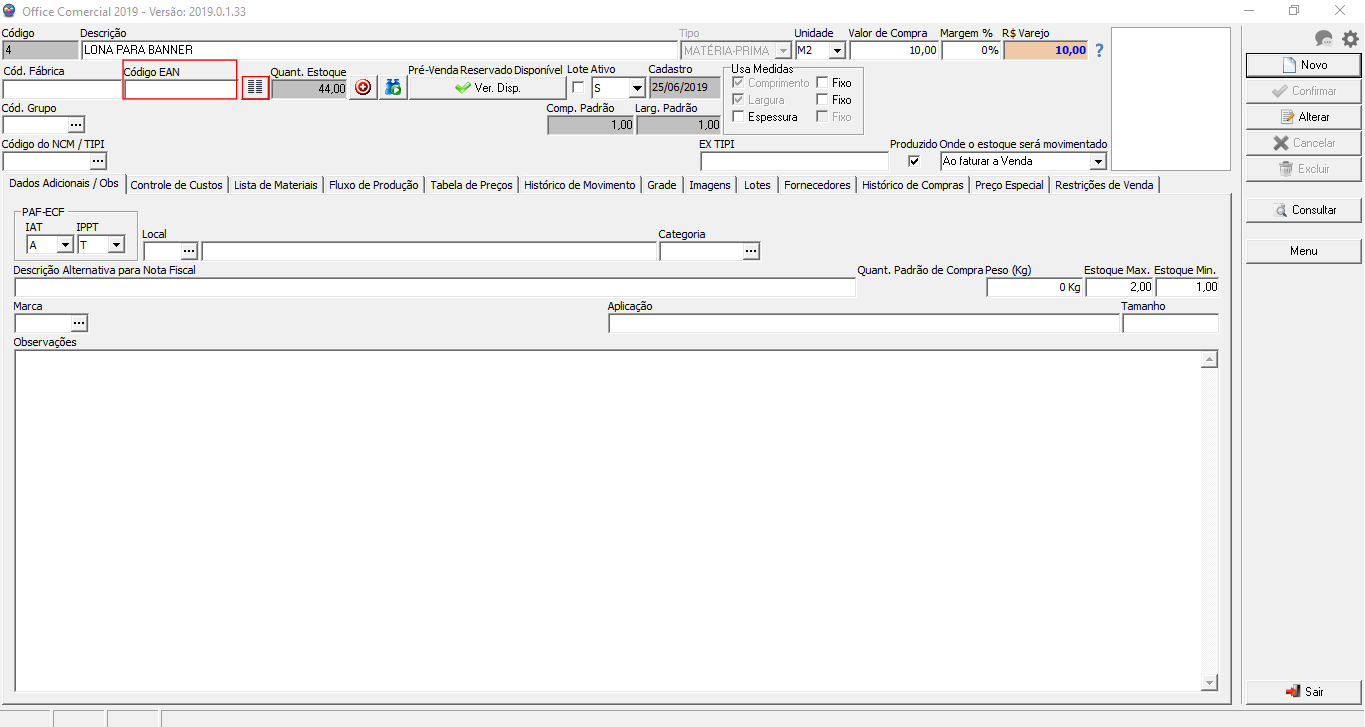 Office Comercial 2019 - Versão: 2019.0.1.33
Código Descrição Tipo Unidade Valor de Compra Margem % R$ Varejo
4 LONA PARA BANNER MATÉRIA-PRIMA M2 10,00 0% 10,00 ?
Cód. Fábrica Código EAN Quant. Estoque Pré-Venda Reservado Disponível Lote Ativo Cadastro Usa Medidas
44,00 Ver. Disp. S 25/06/2019
Comprimento Fixo
Largura Fixo
Espessura Fixo
Cód. Grupo Comp. Padrão Larg. Padrão
... 1,00 1,00
Código do NCM / TIPI EX TIPI Produzido Onde o estoque será movimentado
... Ao faturar a Venda
Dados Adicionais / Obs Controle de Custos Lista de Materiais Fluxo de Produção Tabela de Preços Histórico de Movimento Grade Imagens Lotes Fornecedores Histórico de Compras Preço Especial Restrições de Venda
PAF-ECF
IAT IPPT Local Categoria
A T ... ...
Descrição Alternativa para Nota Fiscal Quant. Padrão de Compra Peso (Kg) Estoque Max. Estoque Min.
0 Kg 2,00 1,00
Marca Aplicação Tamanho
...
Observações
Novo
Confirmar
Alterar
Cancelar
Excluir
Consultar
Menu
Sair